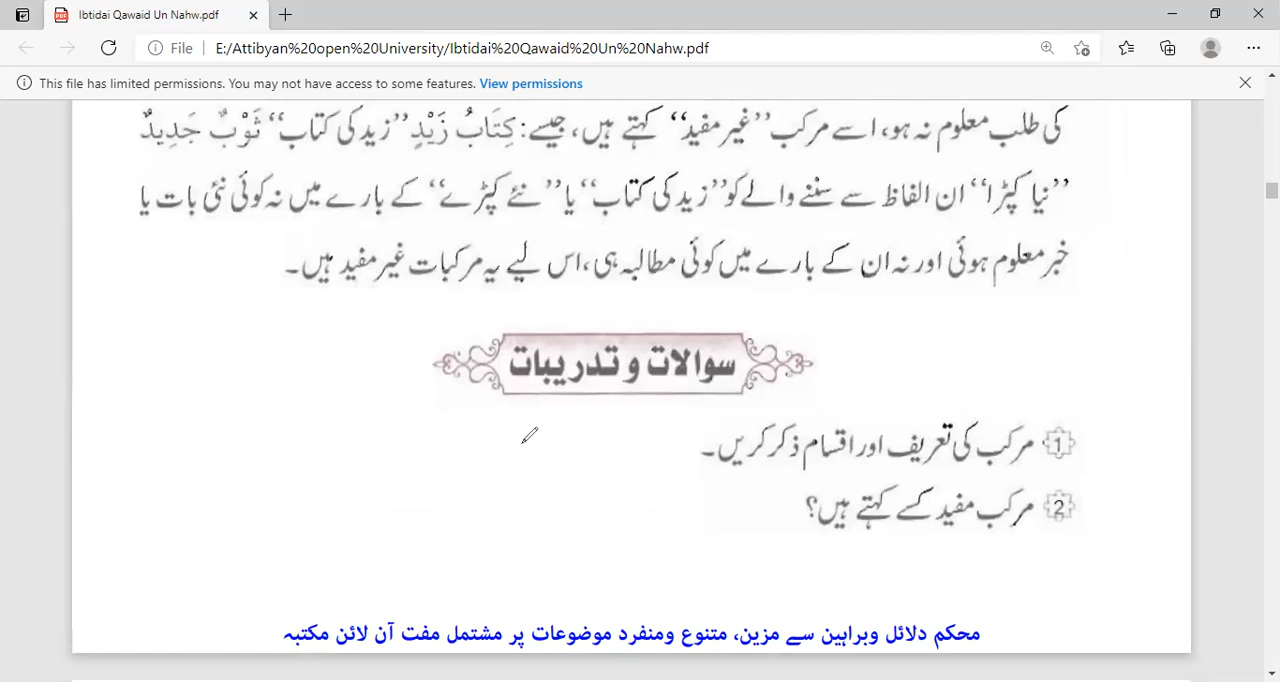 Ibtidai Qawaid Un Nahw.pdf
File | E:/Attibyan%20open%20University/Ibtidai%20Qawaid%20Un%20Nahw.pdf
This file has limited permissions. You may not have access to some features. View permissions
کی طلب معلوم نہ ہو، اسے مرکب ’’غیر مفید‘‘ کہتے ہیں، جیسے: كِتَابُ زَيْدٍ ’’زید کی کتاب‘‘ ثَوْبٌ جَدِيدٌ
’’نیا کپڑا‘‘ ان الفاظ سے سننے والے کو ’’زید کی کتاب‘‘ یا ’’نئے کپڑے‘‘ کے بارے میں نہ کوئی نئی بات یا
خبر معلوم ہوئی اور نہ ان کے بارے میں کوئی مطالبہ ہی، اس لیے یہ مرکبات غیر مفید ہیں۔
سوالات و تدریبات
1 مرکب کی تعریف اور اقسام ذکر کریں۔
2 مرکب مفید کسے کہتے ہیں؟
محکم دلائل وبراہین سے مزین، متنوع ومنفرد موضوعات پر مشتمل مفت آن لائن مکتبہ